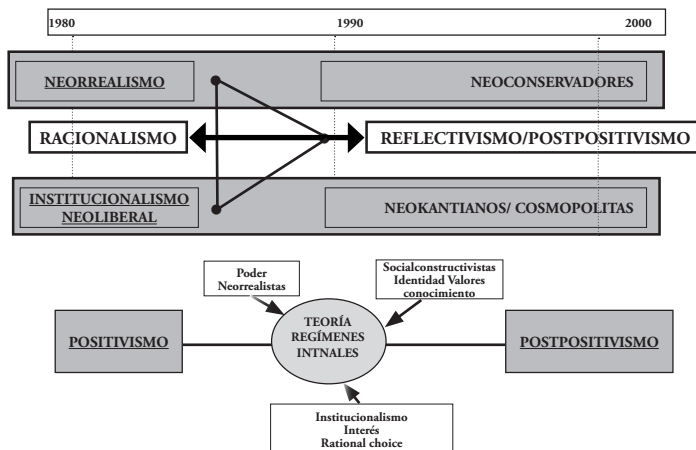 1980 1990 2000
NEORREALISMO
NEOCONSERVADORES
RACIONALISMO
REFLECTIVISMO/POSTPOSITIVISMO
INSTITUCIONALISMO
NEOLIBERAL
NEOKANTIANOS/ COSMOPOLITAS
Poder
Neorrealistas
Socialconstructivistas
Identidad Valores
conocimiento
POSITIVISMO
TEORÍA
REGÍMENES
INTNALES
POSTPOSITIVISMO
Institucionalismo
Interés
Rational choice